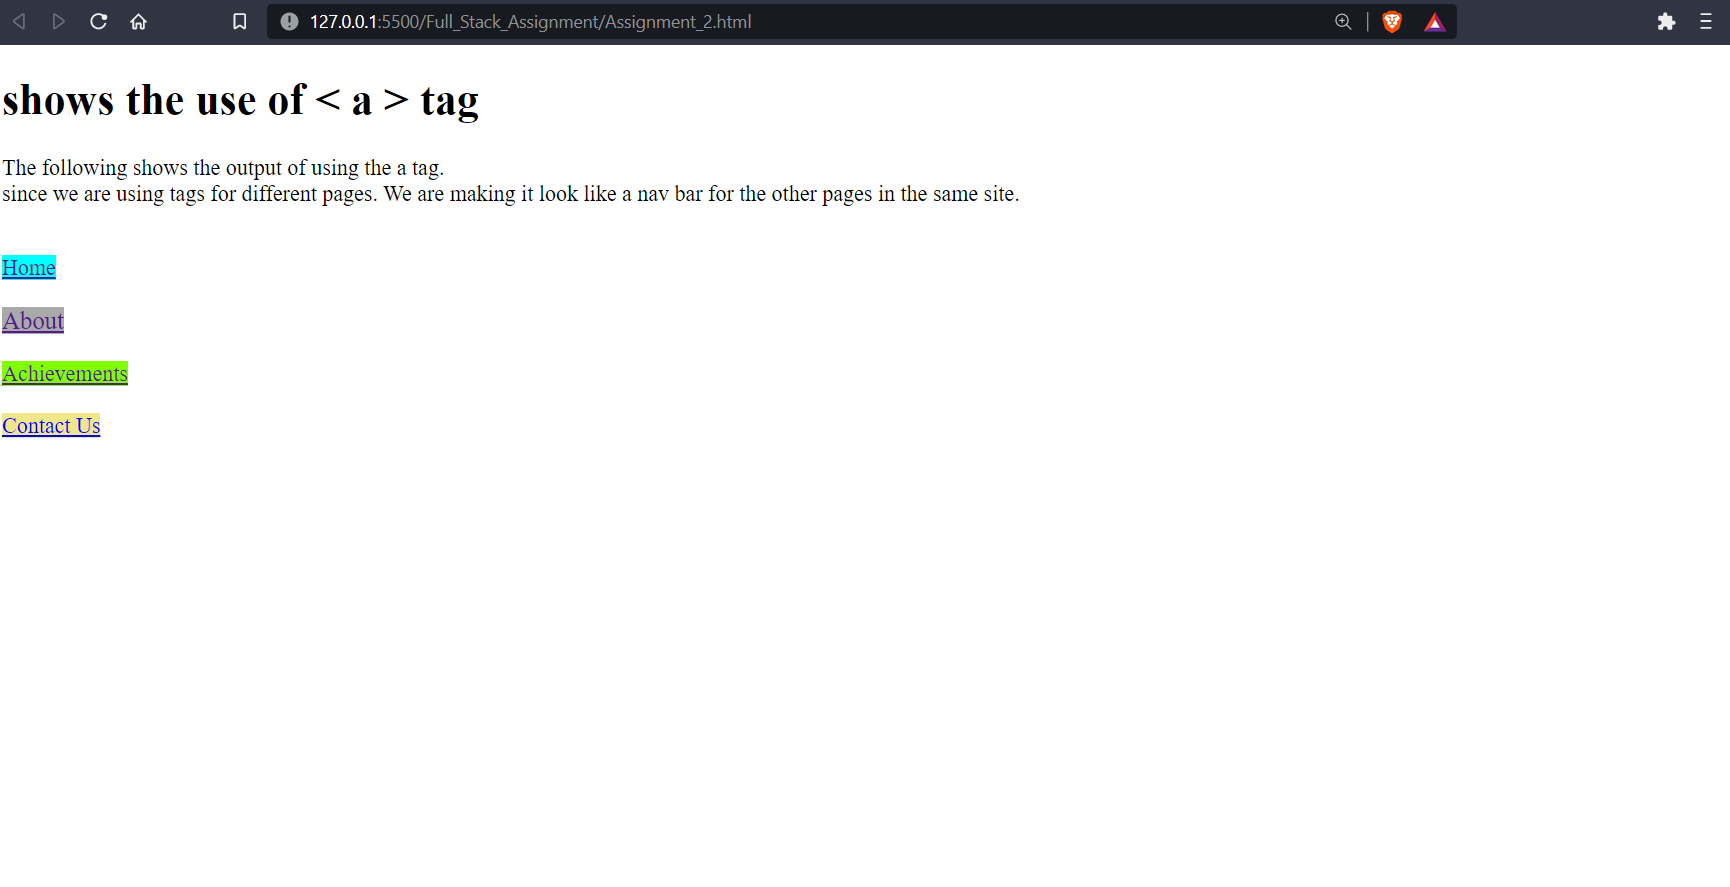 127.0.0.1:5500/Full_Stack_Assignment/Assignment_2.html
shows the use of < a > tag
The following shows the output of using the a tag.
since we are using tags for different pages. We are making it look like a nav bar for the other pages in the same site.
Home
About
Achievements
Contact Us